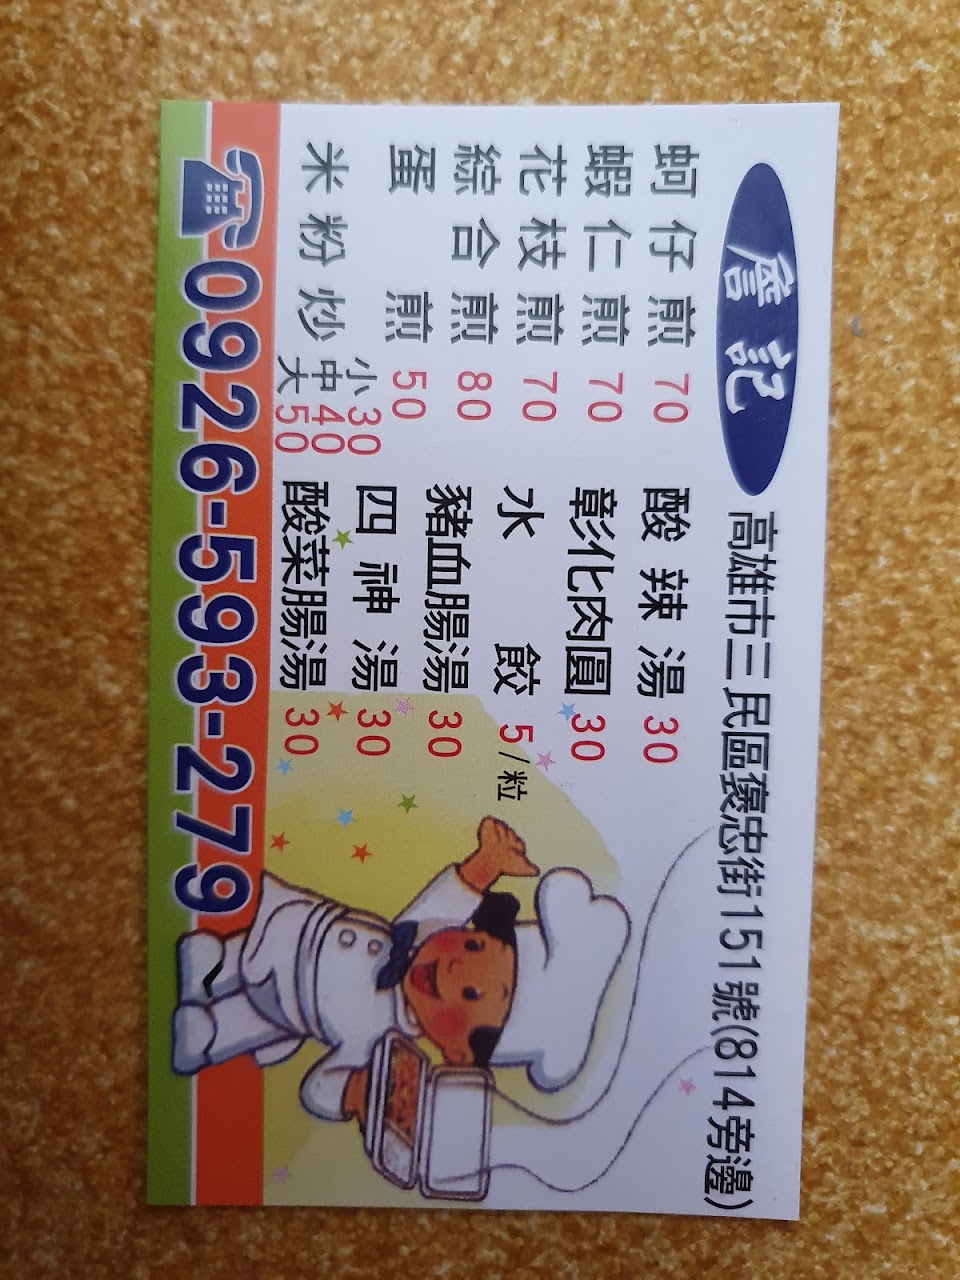 詹記
高雄市三民區褒忠街151號(814旁邊)
蚵仔煎 70
蝦仁煎 70
花枝煎 70
綜合煎 80
蛋煎 50
米粉炒 小30
中40
大50
酸辣湯 30
彰化肉圓 30
水餃 5/粒
豬血腸湯 30
四神湯 30
酸菜腸湯 30
☎0926-593-279